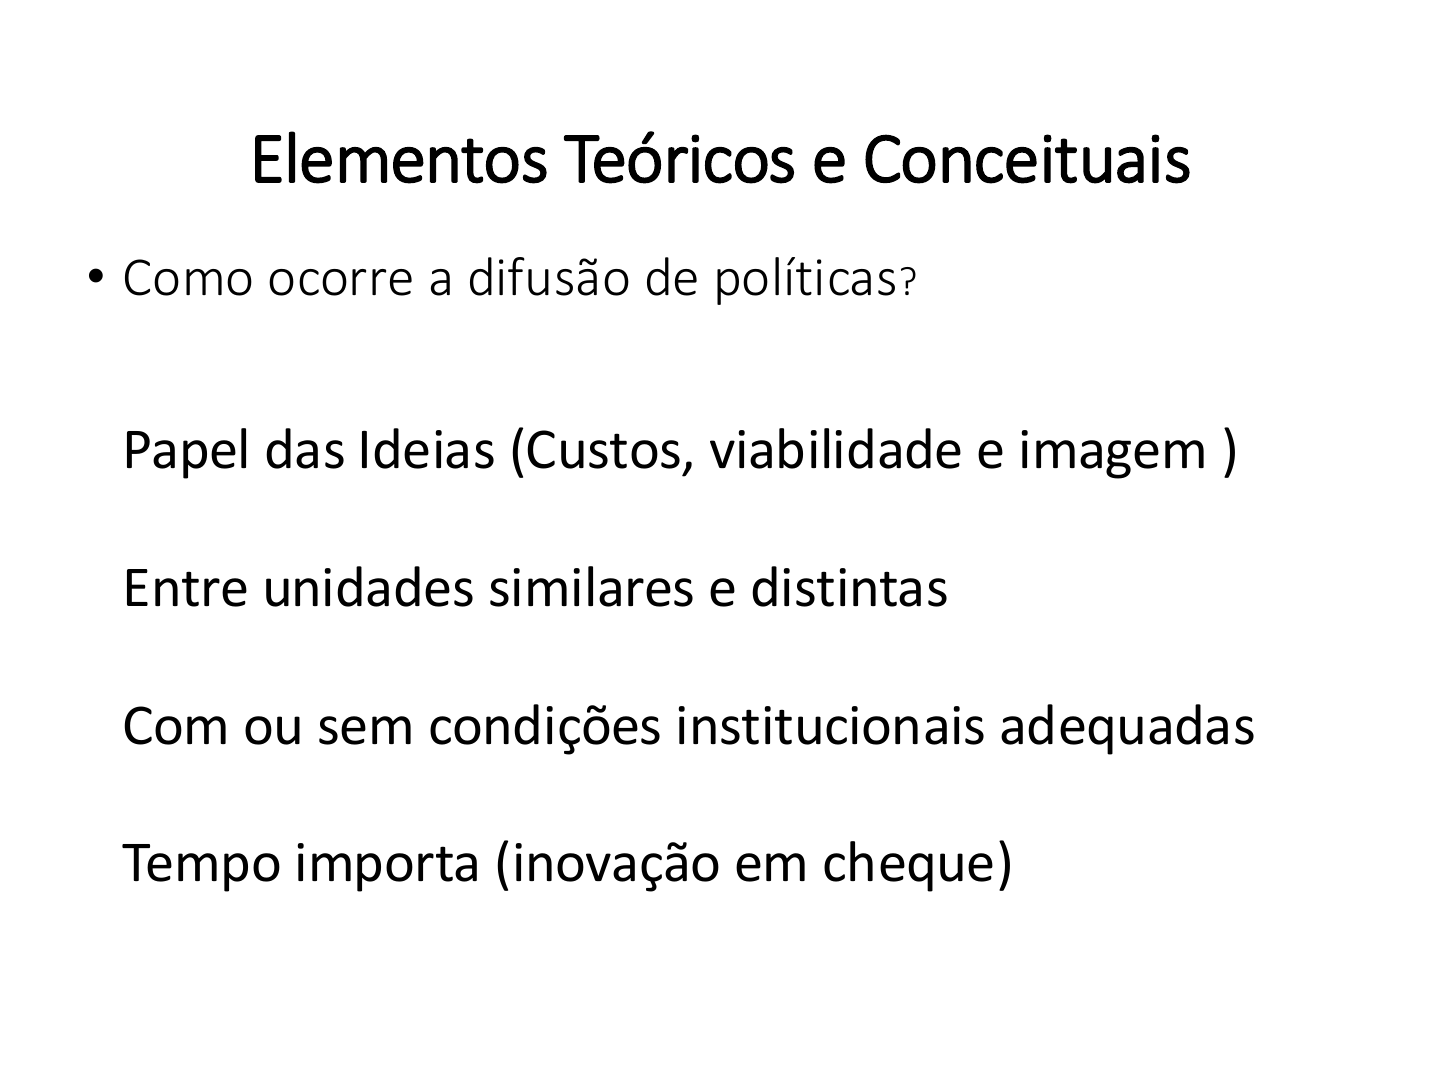 Elementos Teóricos e Conceituais
• Como ocorre a difusão de políticas?
Papel das Ideias (Custos, viabilidade e imagem )
Entre unidades similares e distintas
Com ou sem condições institucionais adequadas
Tempo importa (inovação em cheque)